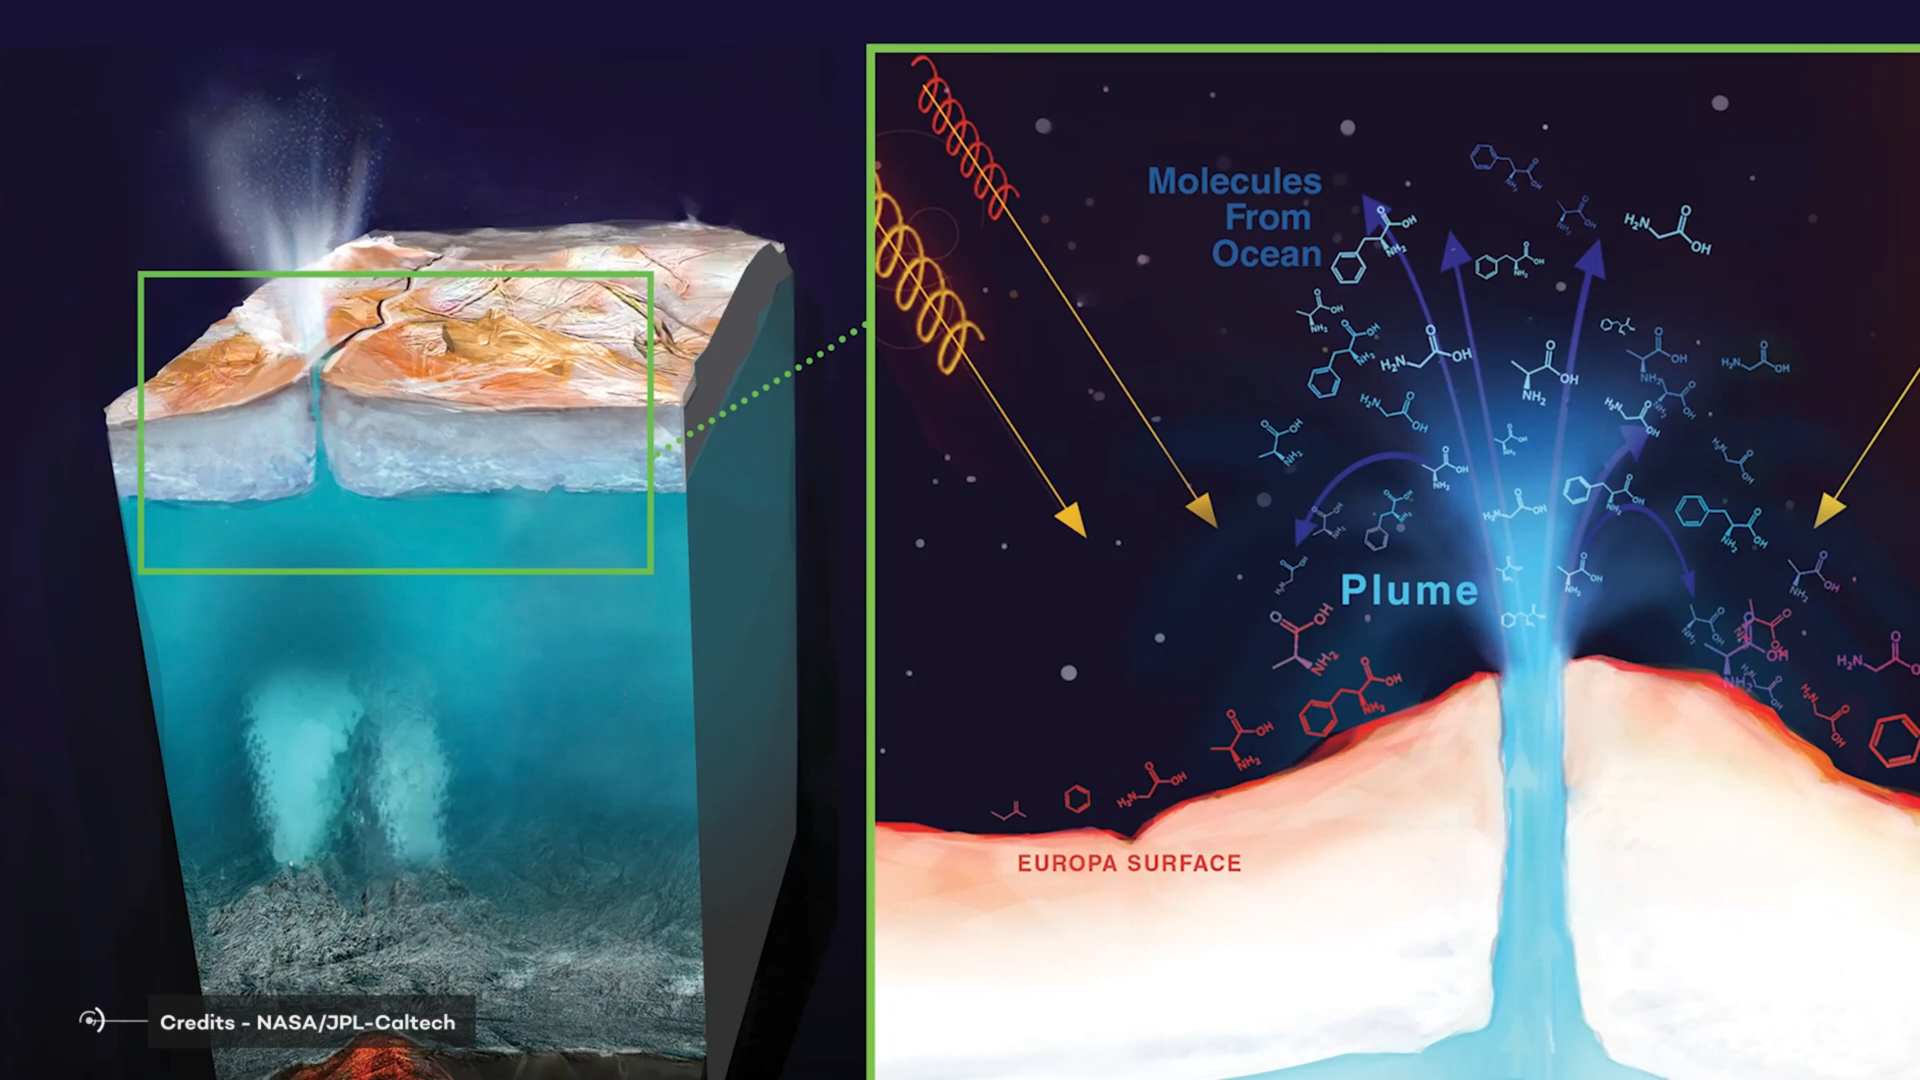 Molecules
From
Ocean
Plume
EUROPA SURFACE
Credits - NASA/JPL-Caltech